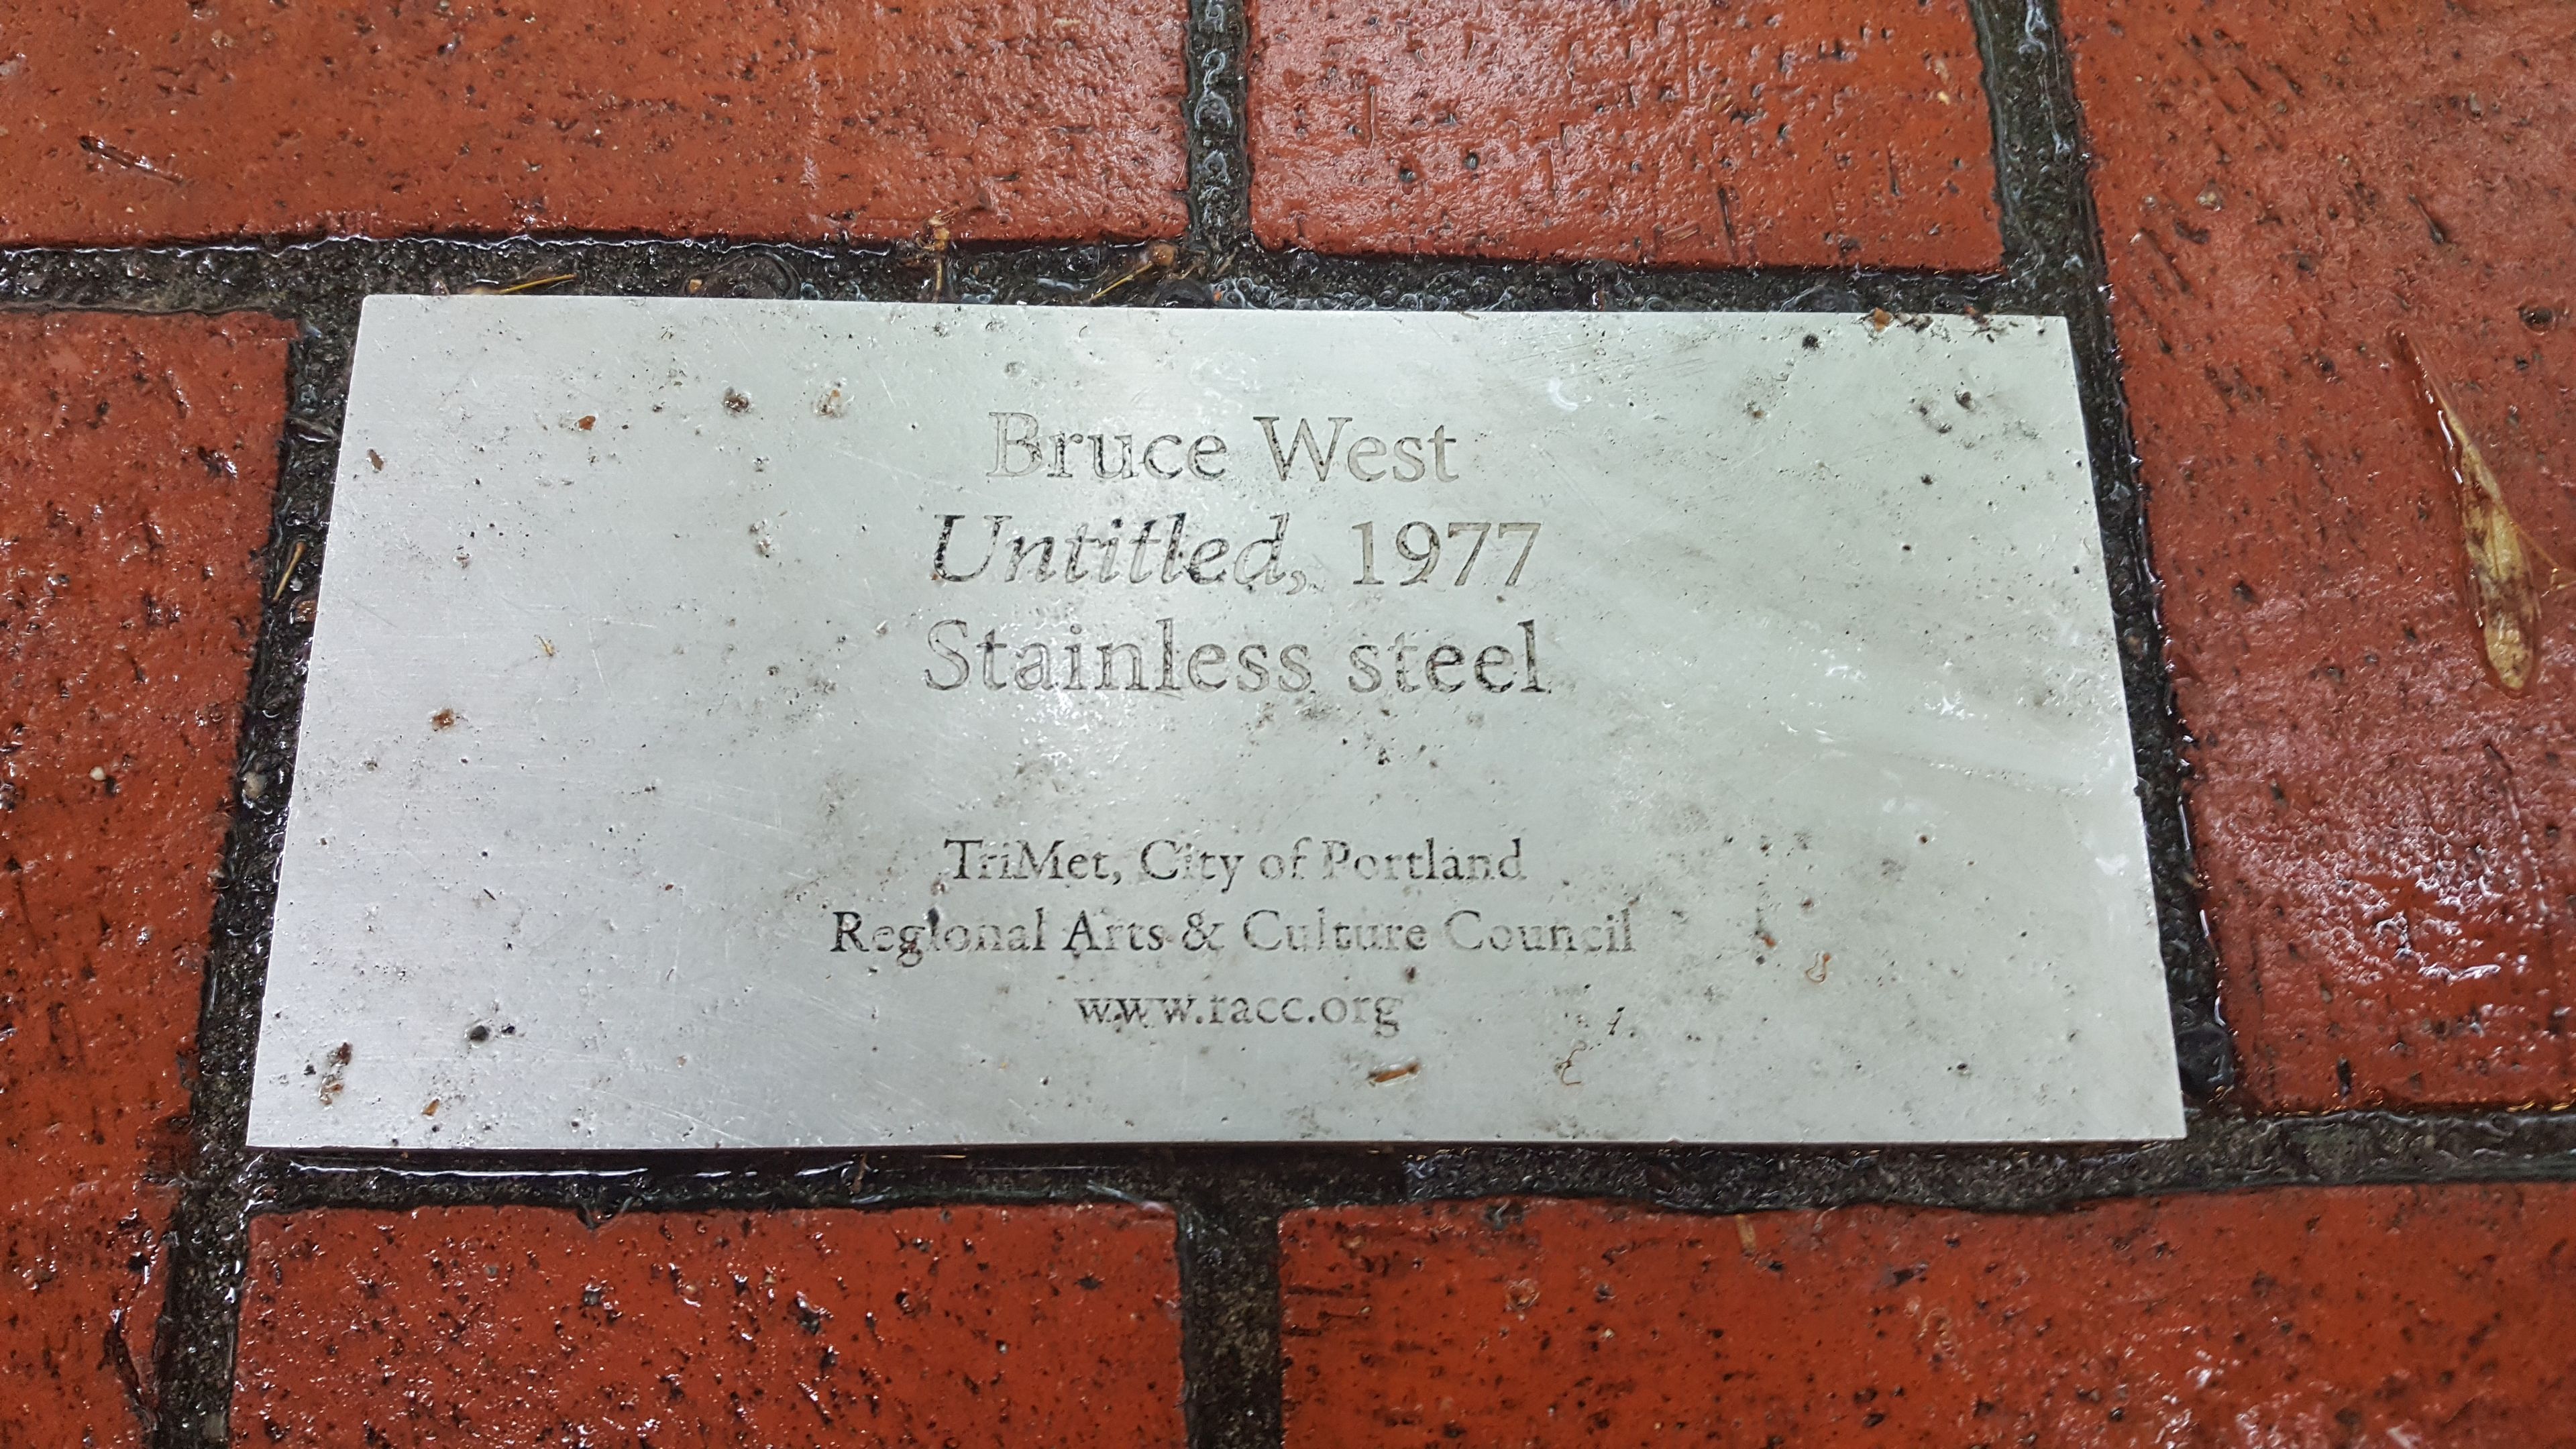 Bruce West
Untitled, 1977
Stainless steel
TriMet, City of Portland
Regional Arts & Culture Council
www.racc.org